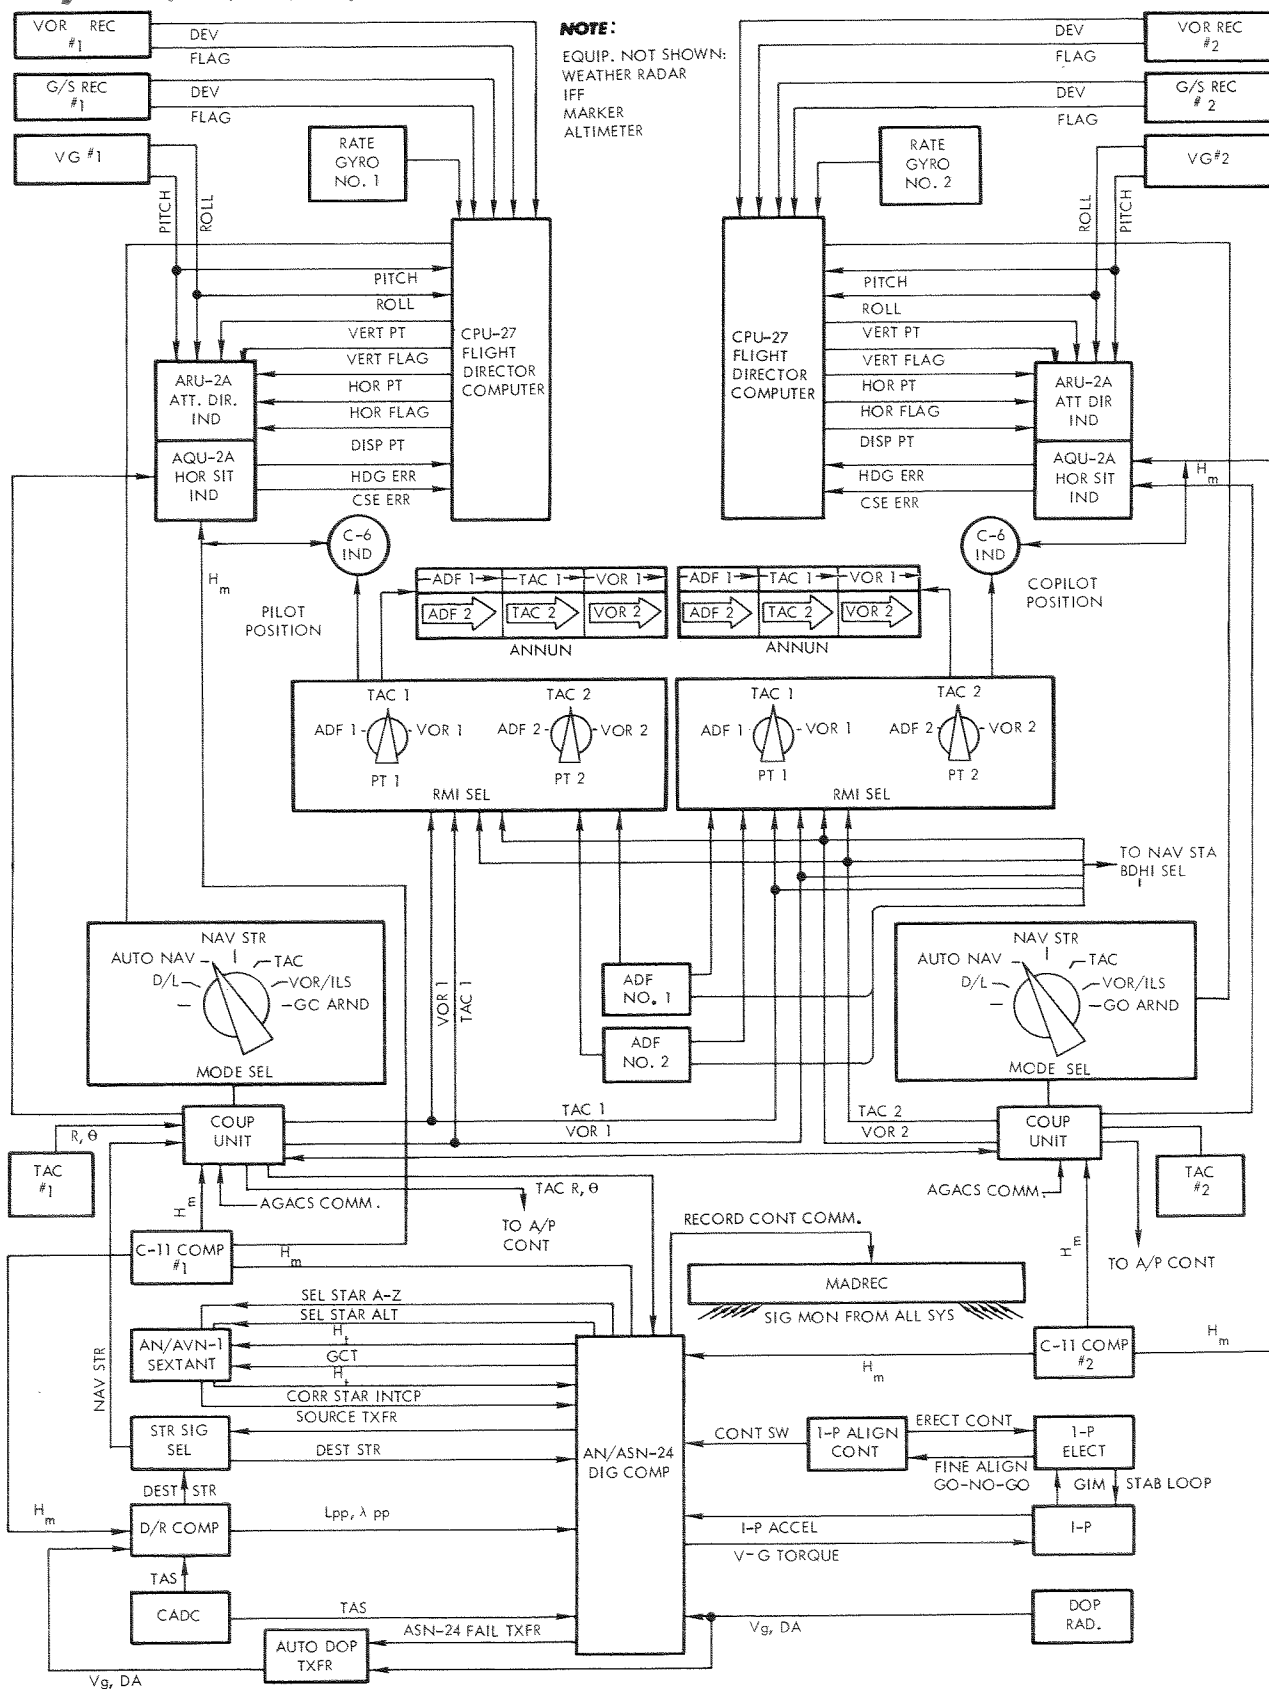 VOR REC
#1
DEV
FLAG
G/S REC
#1
DEV
FLAG
VG #1
PITCH
ROLL
RATE
GYRO
NO. 1
NOTE:
EQUIP. NOT SHOWN:
WEATHER RADAR
IFF
MARKER
ALTIMETER
VOR REC
#2
DEV
FLAG
G/S REC
# 2
DEV
FLAG
VG#2
ROLL
PITCH
RATE
GYRO
NO. 2
PITCH
ROLL
VERT PT
VERT FLAG
HOR PT
HOR FLAG
DISP PT
HDG ERR
CSE ERR
CPU-27
FLIGHT
DIRECTOR
COMPUTER
ARU-2A
ATT. DIR.
IND
AQU-2A
HOR SIT
IND
CPU-27
FLIGHT
DIRECTOR
COMPUTER
PITCH
ROLL
VERT PT
VERT FLAG
HOR PT
HOR FLAG
DISP PT
HDG ERR
CSE ERR
ARU-2A
ATT DIR
IND
AQU-2A
HOR SIT
IND
Hm
C-6
IND
Hm
PILOT
POSITION
ADF 1
TAC 1
VOR 1
ADF 2
TAC 2
VOR 2
ANNUN
ADF 1
TAC 1
VOR 1
ADF 2
TAC 2
VOR 2
ANNUN
C-6
IND
COPILOT
POSITION
TAC 1
ADF 1
VOR 1
PT 1
TAC 2
ADF 2
VOR 2
PT 2
RMI SEL
TAC 1
ADF 1
VOR 1
PT 1
TAC 2
ADF 2
VOR 2
PT 2
RMI SEL
TO NAV STA
BDHI SEL
NAV STR
AUTO NAV
TAC
D/L
VOR/ILS
GC ARND
MODE SEL
VOR 1
TAC 1
ADF
NO. 1
ADF
NO. 2
NAV STR
AUTO NAV
TAC
D/L
VOR/ILS
GO ARND
MODE SEL
COUP
UNIT
R, θ
TAC
#1
TAC 1
VOR 1
TAC 2
VOR 2
COUP
UNIT
TAC
#2
Hm
AGACS COMM.
TAC R, θ
TO A/P
CONT
AGACS COMM.
Hm
TO A/P CONT
C-11 COMP
#1
Hm
RECORD CONT COMM.
MADREC
SIG MON FROM ALL SYS
SEL STAR A-Z
SEL STAR ALT
Ht
GCT
Ht
CORR STAR INTCP
AN/AVN-1
SEXTANT
NAV STR
C-11 COMP
#2
Hm
Hm
SOURCE TXFR
STR SIG
SEL
DEST STR
AN/ASN-24
DIG COMP
CONT SW
I-P ALIGN
CONT
ERECT CONT
I-P
ELECT
FINE ALIGN
GO-NO-GO
GIM
STAB LOOP
DEST STR
Hm
D/R COMP
Lpp, λ pp
I-P ACCEL
V-G TORQUE
I-P
TAS
CADC
TAS
ASN-24 FAIL TXFR
AUTO DOP
TXFR
Vg, DA
Vg, DA
DOP
RAD.